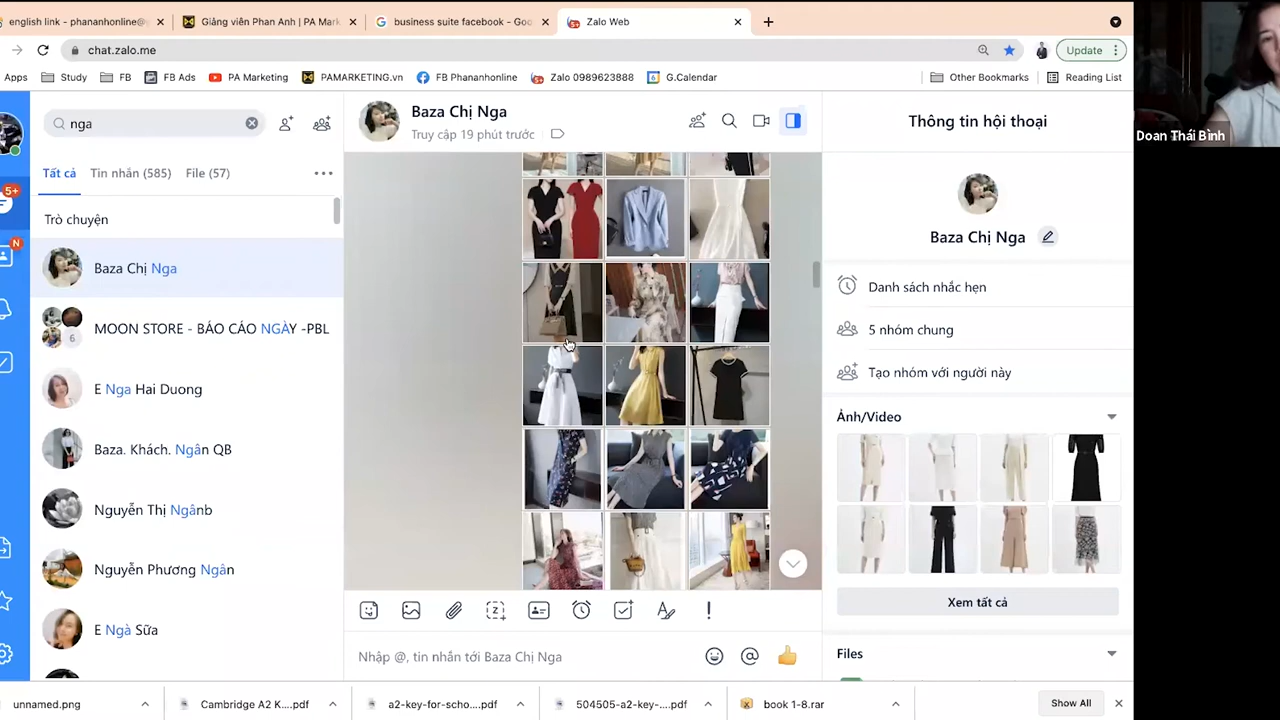 english link - phananhonline@g
Giảng viên Phan Anh | PA Mark
business suite facebook - Goo
Zalo Web
chat.zalo.me
Update
Apps
Study
FB
FB Ads
PA Marketing
PAMARKETING.vn
FB Phananhonline
Zalo 0989623888
G.Calendar
Other Bookmarks
Reading List
Doan Thái Bình
5+
N
nga
Tất cả
Tin nhắn (585)
File (57)
Trò chuyện
Baza Chị Nga
MOON STORE - BÁO CÁO NGÀY -PBL
6
E Nga Hai Duong
Baza. Khách. Ngân QB
Nguyễn Thị Ngânb
Nguyễn Phương Ngân
E Ngà Sữa
Baza Chị Nga
Truy cập 19 phút trước
Nhập @, tin nhắn tới Baza Chị Nga
Thông tin hội thoại
Baza Chị Nga
Danh sách nhắc hẹn
5 nhóm chung
Tạo nhóm với người này
Ảnh/Video
Xem tất cả
Files
unnamed.png
Cambridge A2 K....pdf
a2-key-for-scho....pdf
504505-a2-key-....pdf
book 1-8.rar
Show All